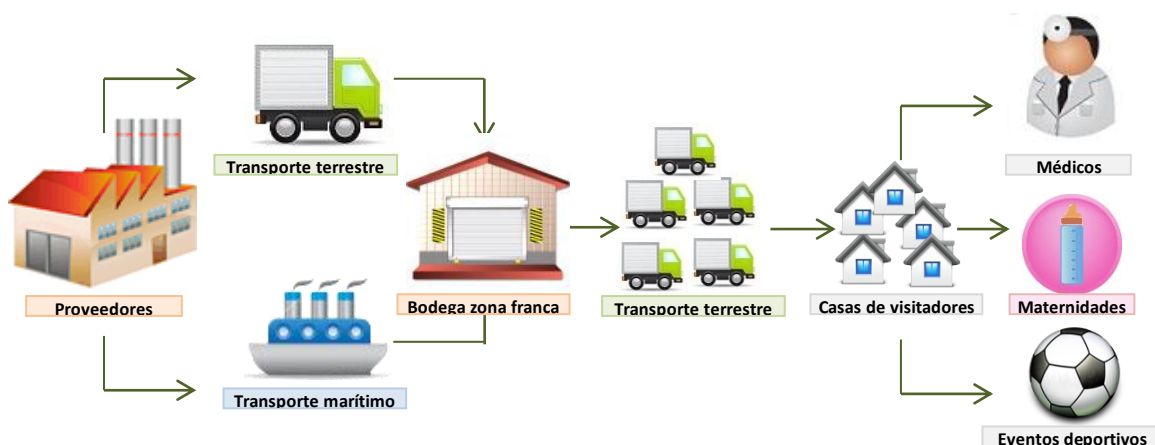 Transporte terrestre
Médicos
Proveedores
Bodega zona franca
Transporte terrestre
Casas de visitadores
Maternidades
Transporte marítimo
Eventos deportivos